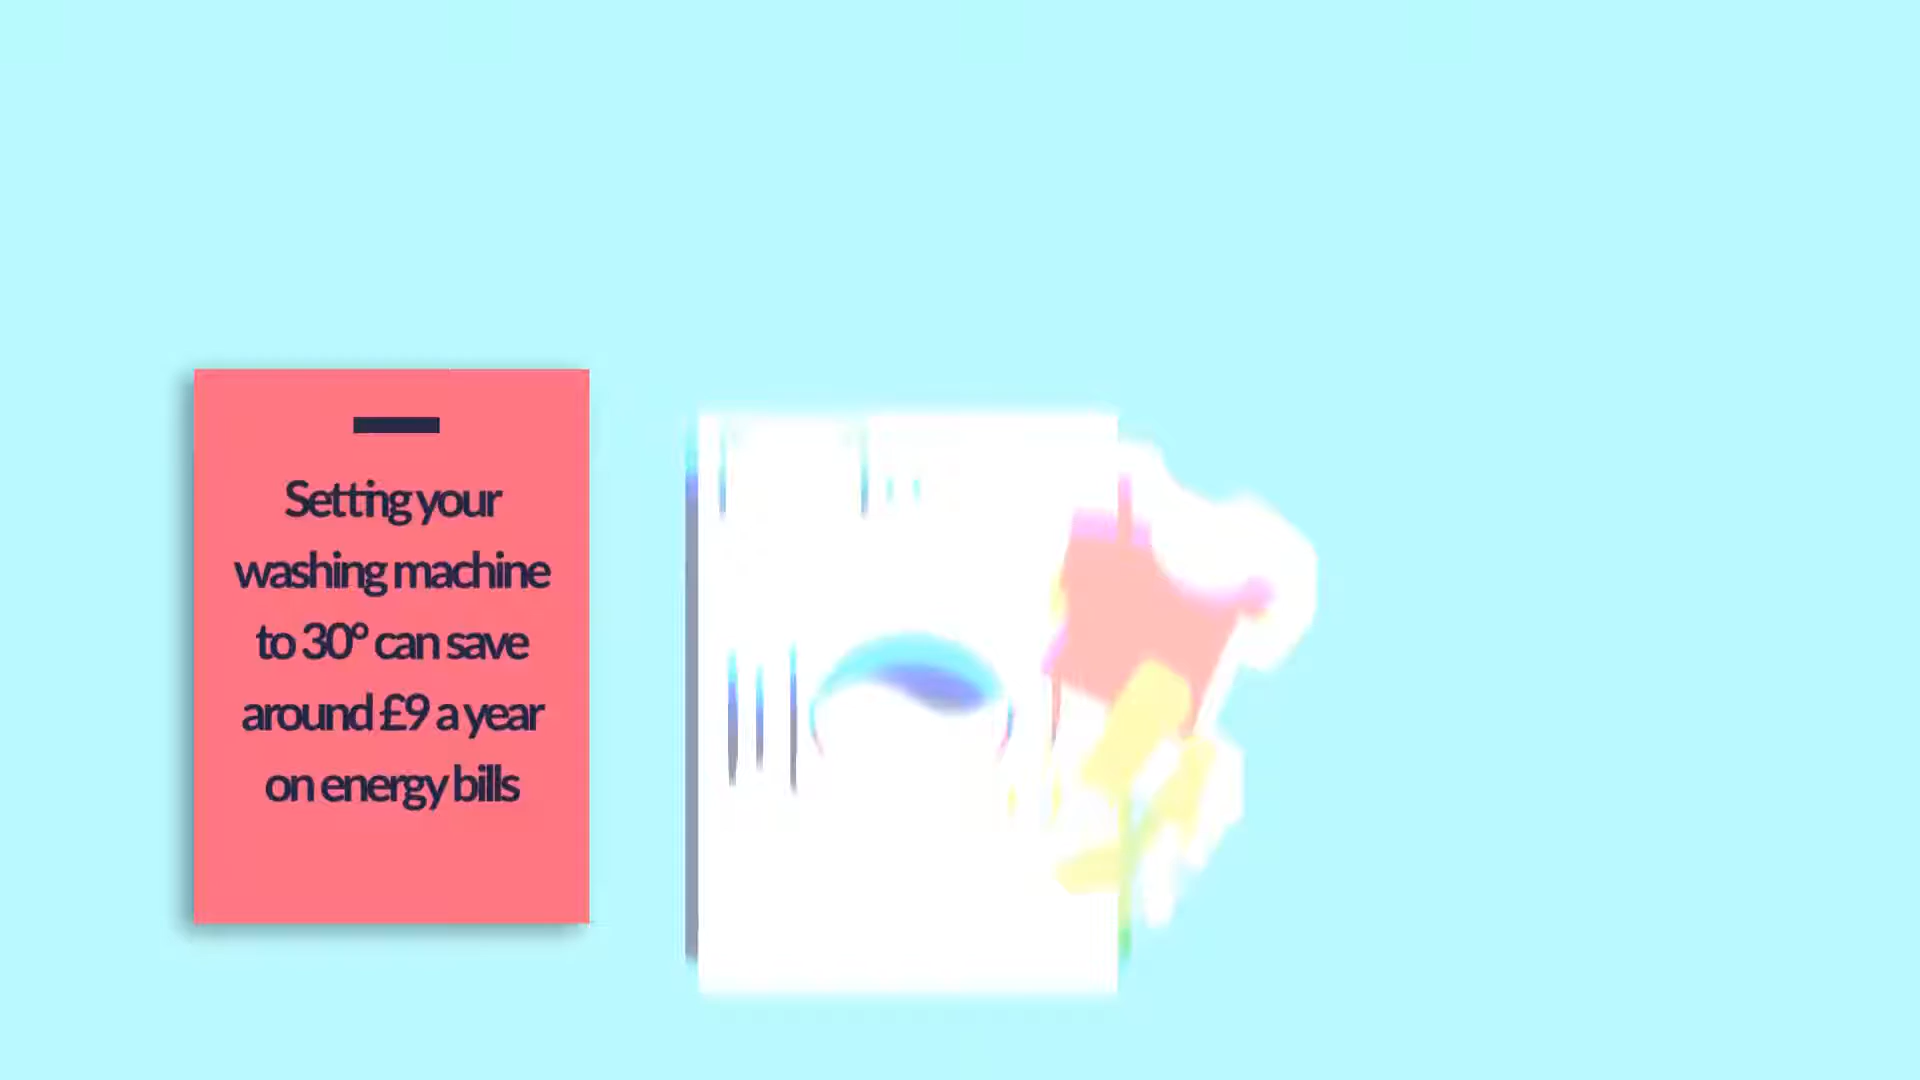 Setting your
washing machine
to 30° can save
around £9 a year
on energy bills